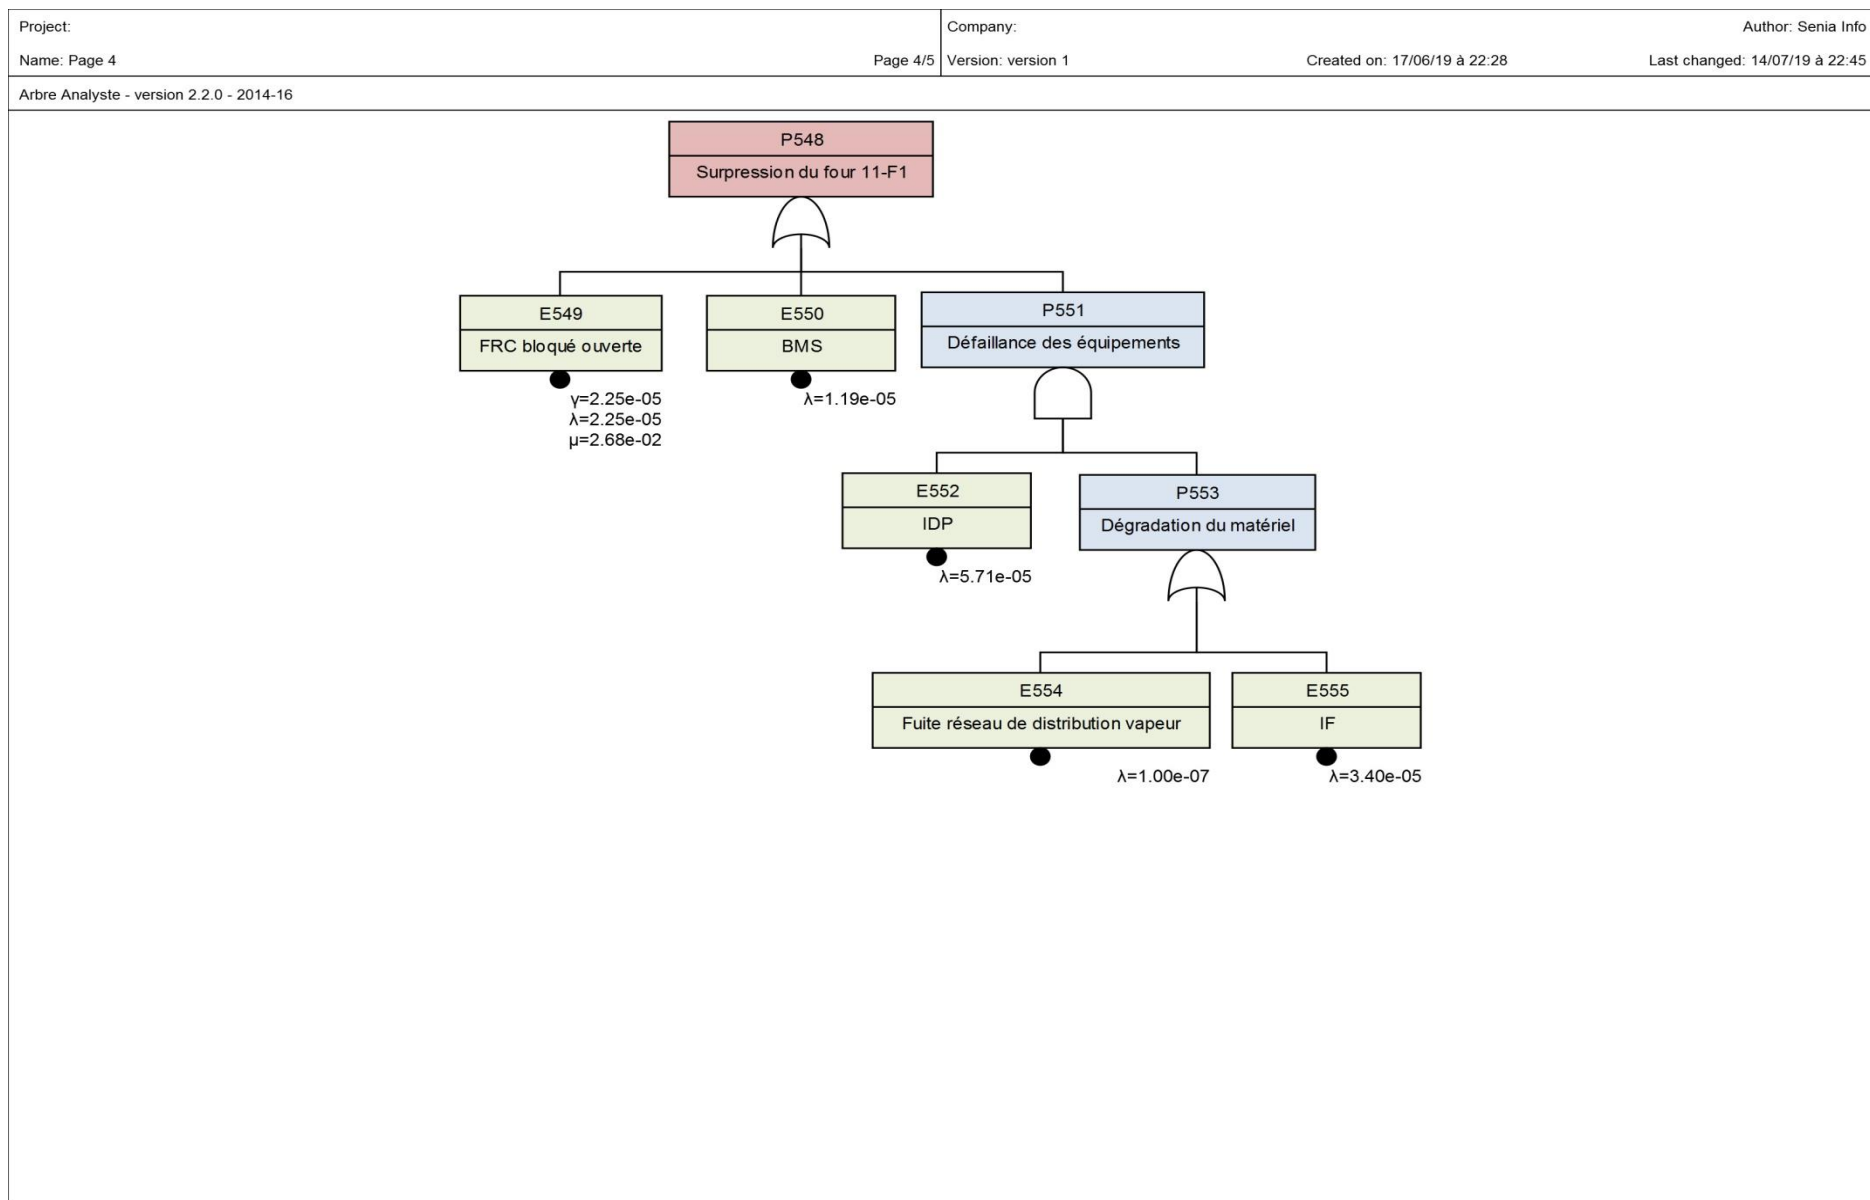 Project:
Company:
Author: Senia Info
Name: Page 4
Page 4/5
Version: version 1
Created on: 17/06/19 à 22:28
Last changed: 14/07/19 à 22:45
Arbre Analyste - version 2.2.0 - 2014-16
P548
Surpression du four 11-F1
E549
FRC bloqué ouverte
γ=2.25e-05
λ=2.25e-05
μ=2.68e-02
E550
BMS
λ=1.19e-05
P551
Défaillance des équipements
E552
IDP
λ=5.71e-05
P553
Dégradation du matériel
E554
Fuite réseau de distribution vapeur
λ=1.00e-07
E555
IF
λ=3.40e-05